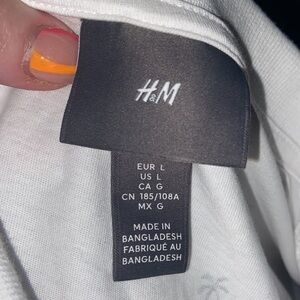 H&M
EUR L
US L
CA G
CN 185/108A
MX G
MADE IN
BANGLADESH
FABRIQUÉ AU
BANGLADESH